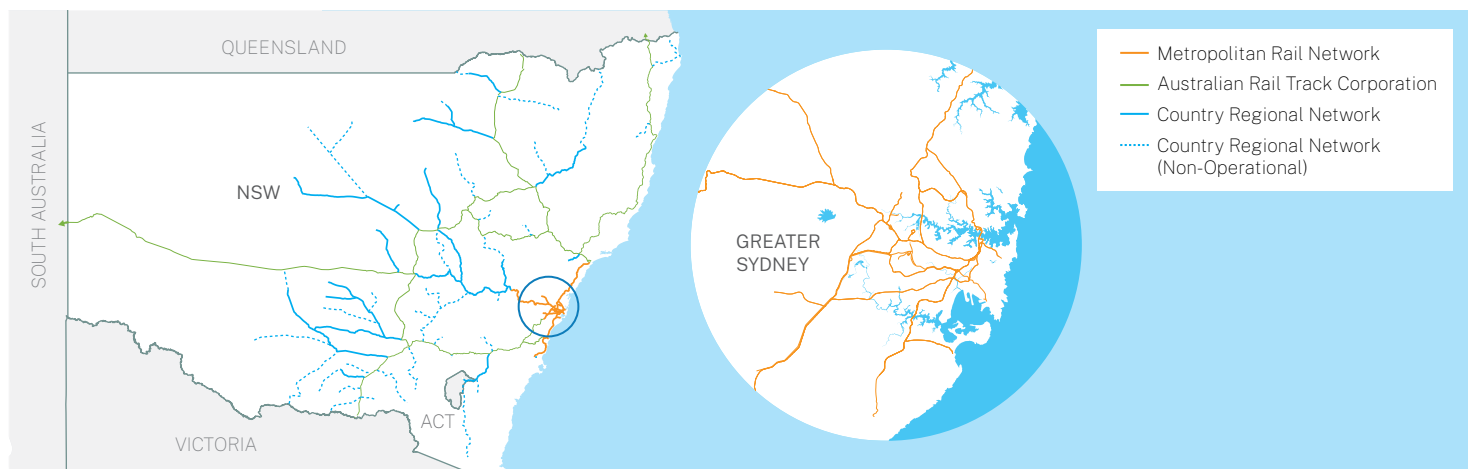 QUEENSLAND
SOUTH AUSTRALIA
NSW
ACT
VICTORIA
GREATER
SYDNEY
Metropolitan Rail Network
Australian Rail Track Corporation
Country Regional Network
Country Regional Network
(Non-Operational)